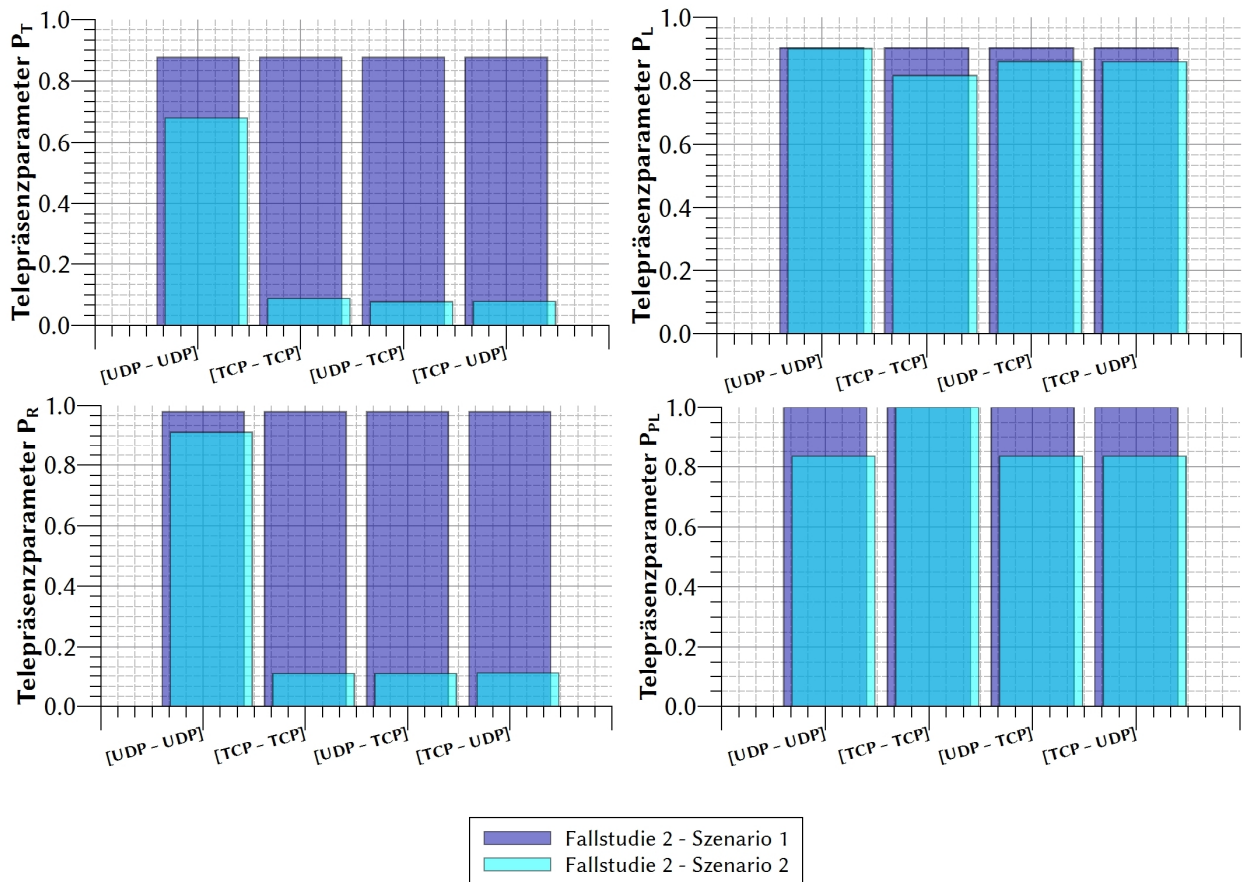 Telepräsenzparameter P_T
1.0
0.8
0.6
0.4
0.2
0.0
[UDP – UDP]
[TCP – TCP]
[UDP – TCP]
[TCP – UDP]
Telepräsenzparameter P_L
1.0
0.8
0.6
0.4
0.2
0.0
[UDP – UDP]
[TCP – TCP]
[UDP – TCP]
[TCP – UDP]
Telepräsenzparameter P_R
1.0
0.8
0.6
0.4
0.2
0.0
[UDP – UDP]
[TCP – TCP]
[UDP – TCP]
[TCP – UDP]
Telepräsenzparameter P_PL
1.0
0.8
0.6
0.4
0.2
0.0
[UDP – UDP]
[TCP – TCP]
[UDP – TCP]
[TCP – UDP]
Fallstudie 2 - Szenario 1
Fallstudie 2 - Szenario 2